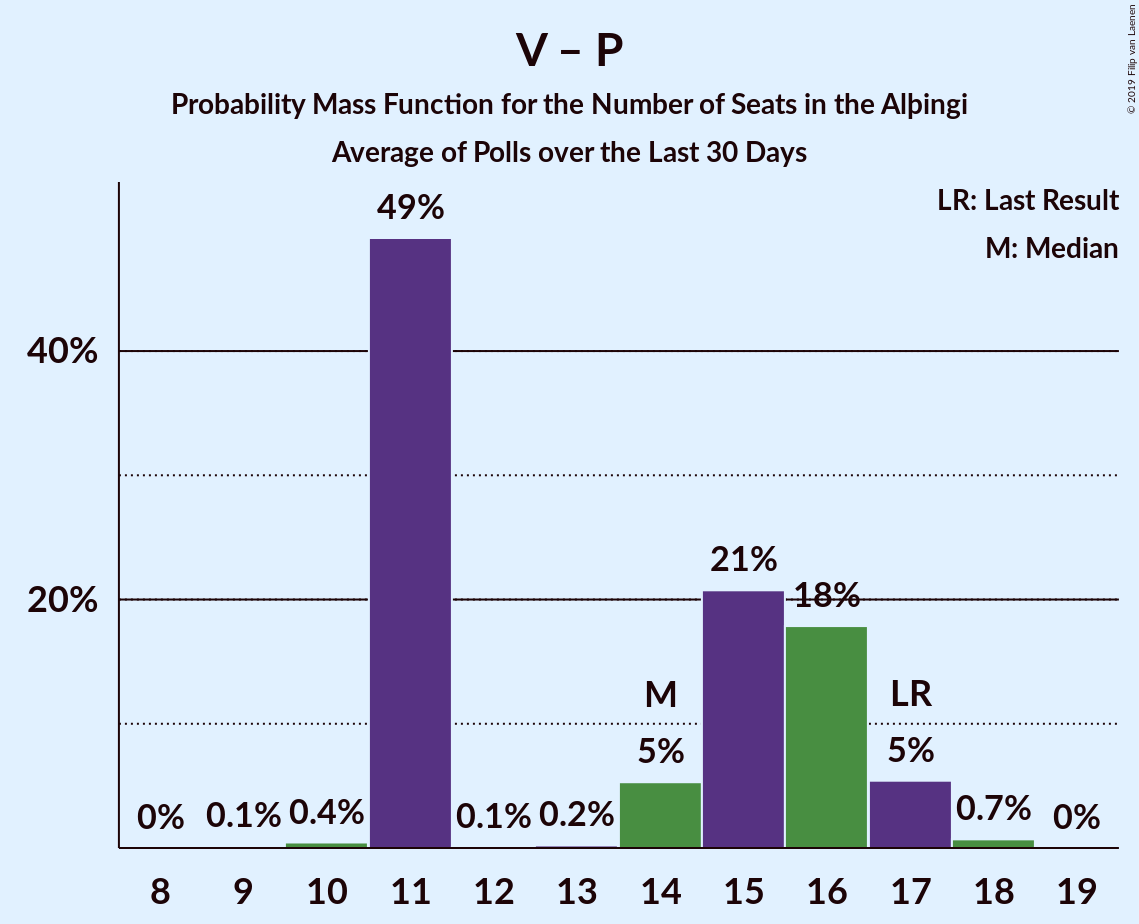 V – P
Probability Mass Function for the Number of Seats in the Alþingi
Average of Polls over the Last 30 Days
© 2019 Filip van Laenen
LR: Last Result
M: Median
49%
40%
21%
18%
20%
M
LR
5%
5%
0%
0.1%
0.4%
0.1%
0.2%
0.7%
0%
8 9 10 11 12 13 14 15 16 17 18 19